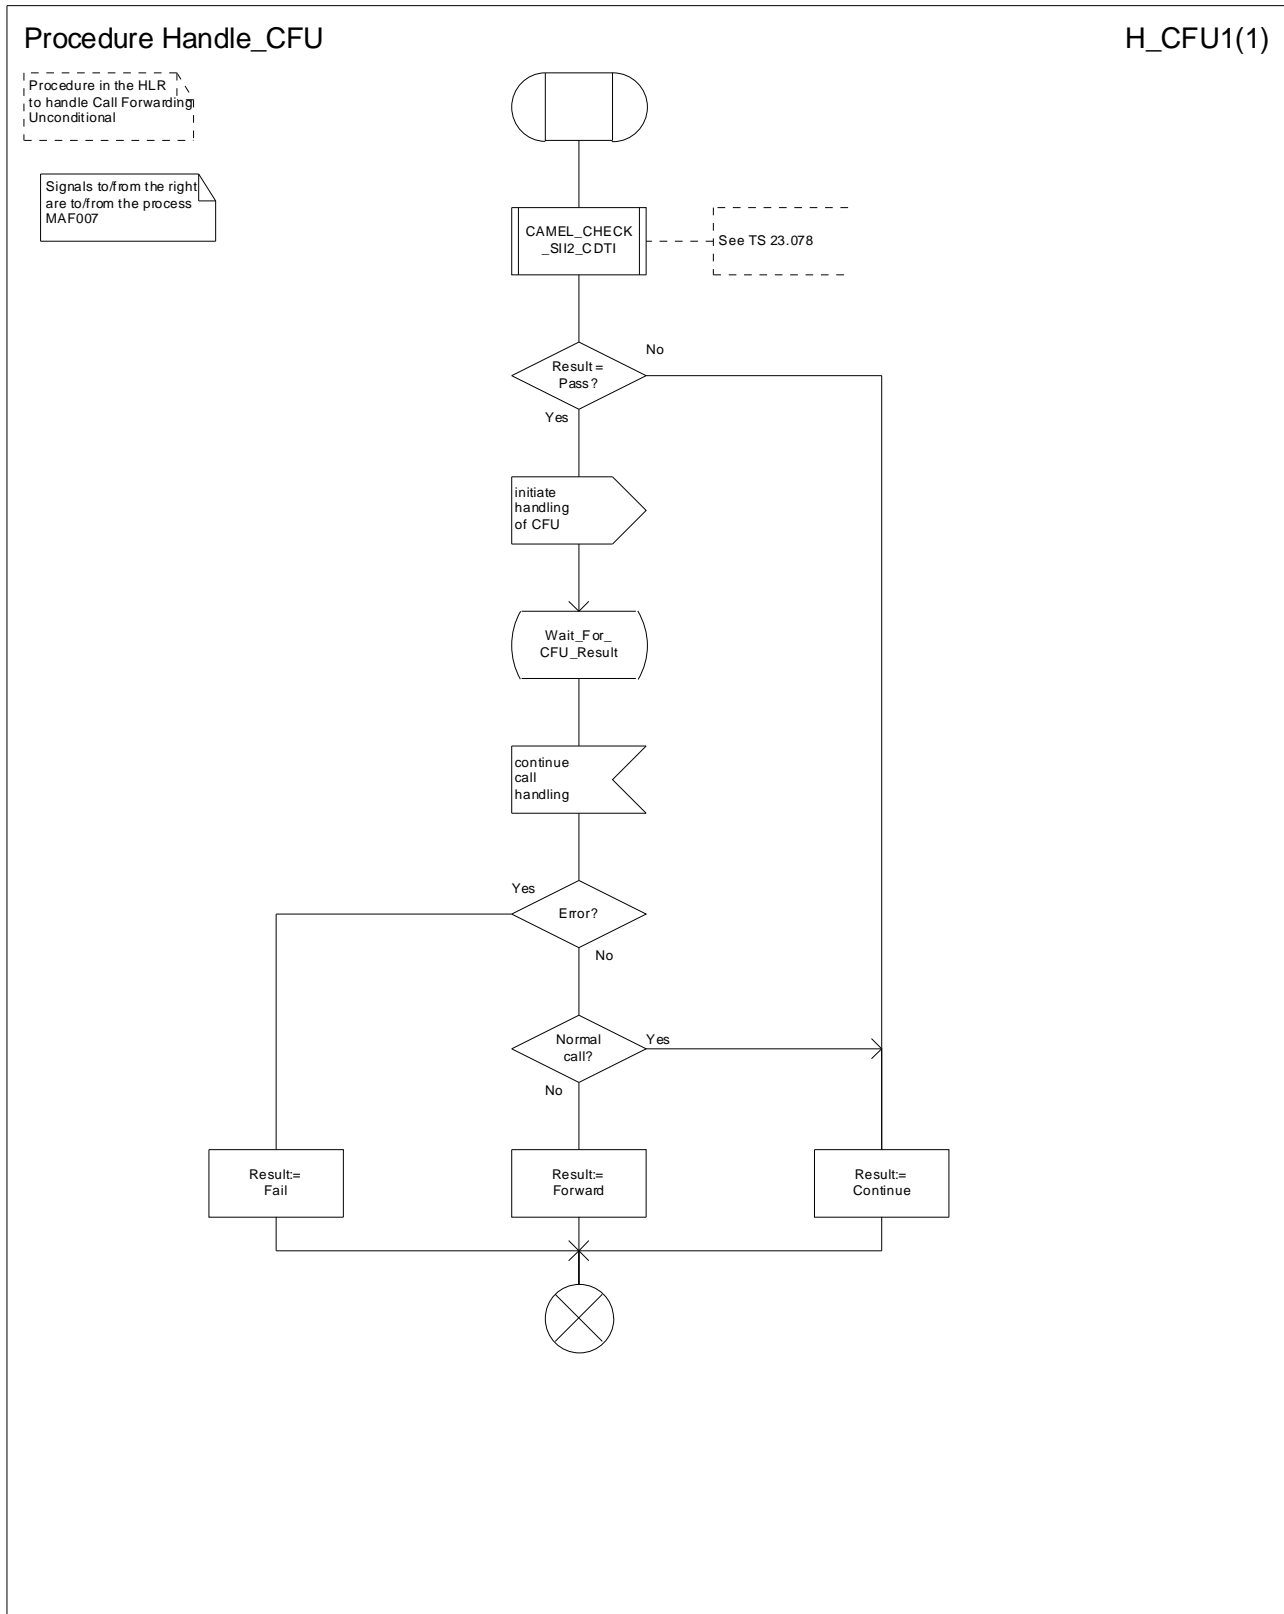 Procedure Handle_CFU
H_CFU1(1)
Procedure in the HLR
to handle Call Forwarding
Unconditional
Signals to/from the right
are to/from the process
MAF007
CAMEL_CHECK
_SII2_CDTI
See TS 23.078
Result =
Pass?
No
Yes
initiate
handling
of CFU
Wait_For_
CFU_Result
continue
call
handling
Yes
Error?
No
Normal
call?
Yes
No
Result:=
Fail
Result:=
Forward
Result:=
Continue